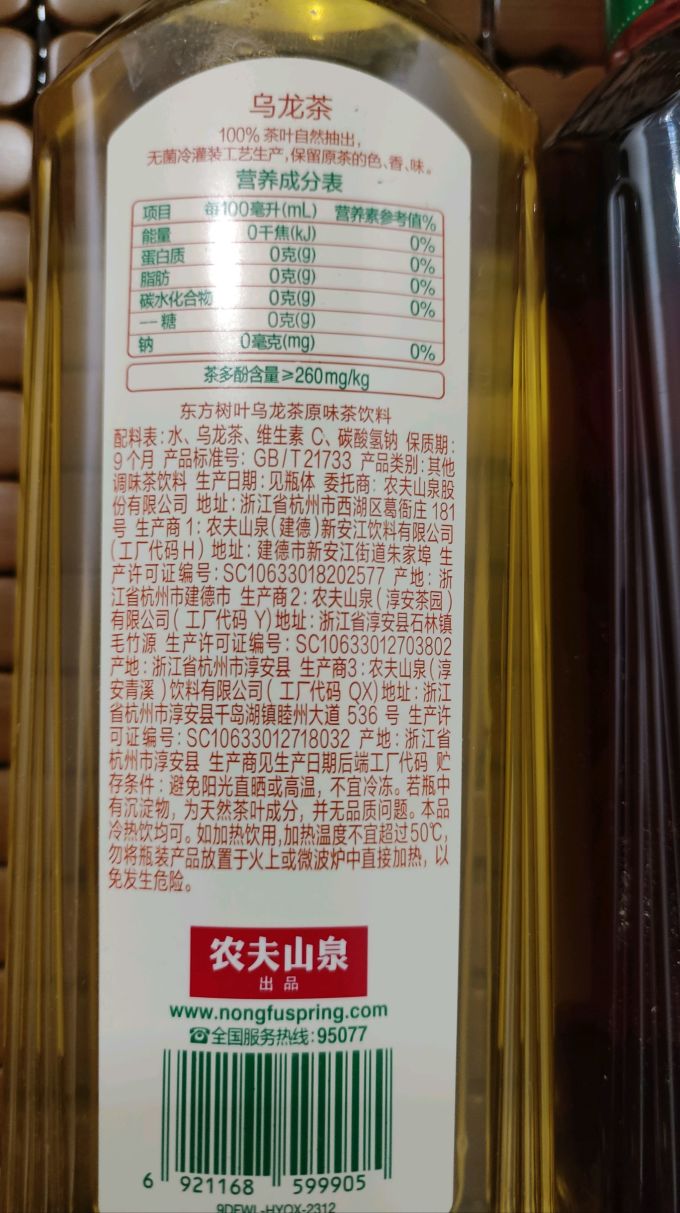 乌龙茶
100% 茶叶自然抽出，
无菌冷灌装工艺生产，保留原茶的色、香、味。
营养成分表
项目 每100毫升(mL) 营养素参考值%
能量 0千焦(kJ) 0%
蛋白质 0克(g) 0%
脂肪 0克(g) 0%
碳水化合物 0克(g) 0%
一糖 0克(g)
钠 0毫克(mg) 0%
茶多酚含量≥260mg/kg
东方树叶乌龙茶原味茶饮料
配料表：水、乌龙茶、维生素 C、碳酸氢钠 保质期：
9个月 产品标准号：GB/T 21733 产品类别：其他
调味茶饮料 生产日期：见瓶体 委托商：农夫山泉股
份有限公司 地址：浙江省杭州市西湖区葛衙庄 181
号 生产商 1：农夫山泉（建德）新安江饮料有限公司
（工厂代码 H）地址：建德市新安江街道朱家埠 生
产许可证编号：SC10633018202577 产地：浙
江省杭州市建德市 生产商2：农夫山泉（淳安茶园）
有限公司（工厂代码 Y）地址：浙江省淳安县石林镇
毛竹源 生产许可证编号：SC10633012703802
产地：浙江省杭州市淳安县 生产商3：农夫山泉（淳
安青溪）饮料有限公司（工厂代码 QX）地址：浙江
省杭州市淳安县千岛湖镇睦州大道 536 号 生产许
可证编号：SC10633012718032 产地：浙江省
杭州市淳安县 生产商见生产日期后端工厂代码 贮
存条件：避免阳光直晒或高温，不宜冷冻。若瓶中
有沉淀物，为天然茶叶成分，并无品质问题。本品
冷热饮均可。如加热饮用，加热温度不宜超过50℃，
勿将瓶装产品放置于火上或微波炉中直接加热，以
免发生危险。
农夫山泉
出品
www.nongfuspring.com
☎全国服务热线：95077
6 921168 599905
9DFWL-HYQX-2312